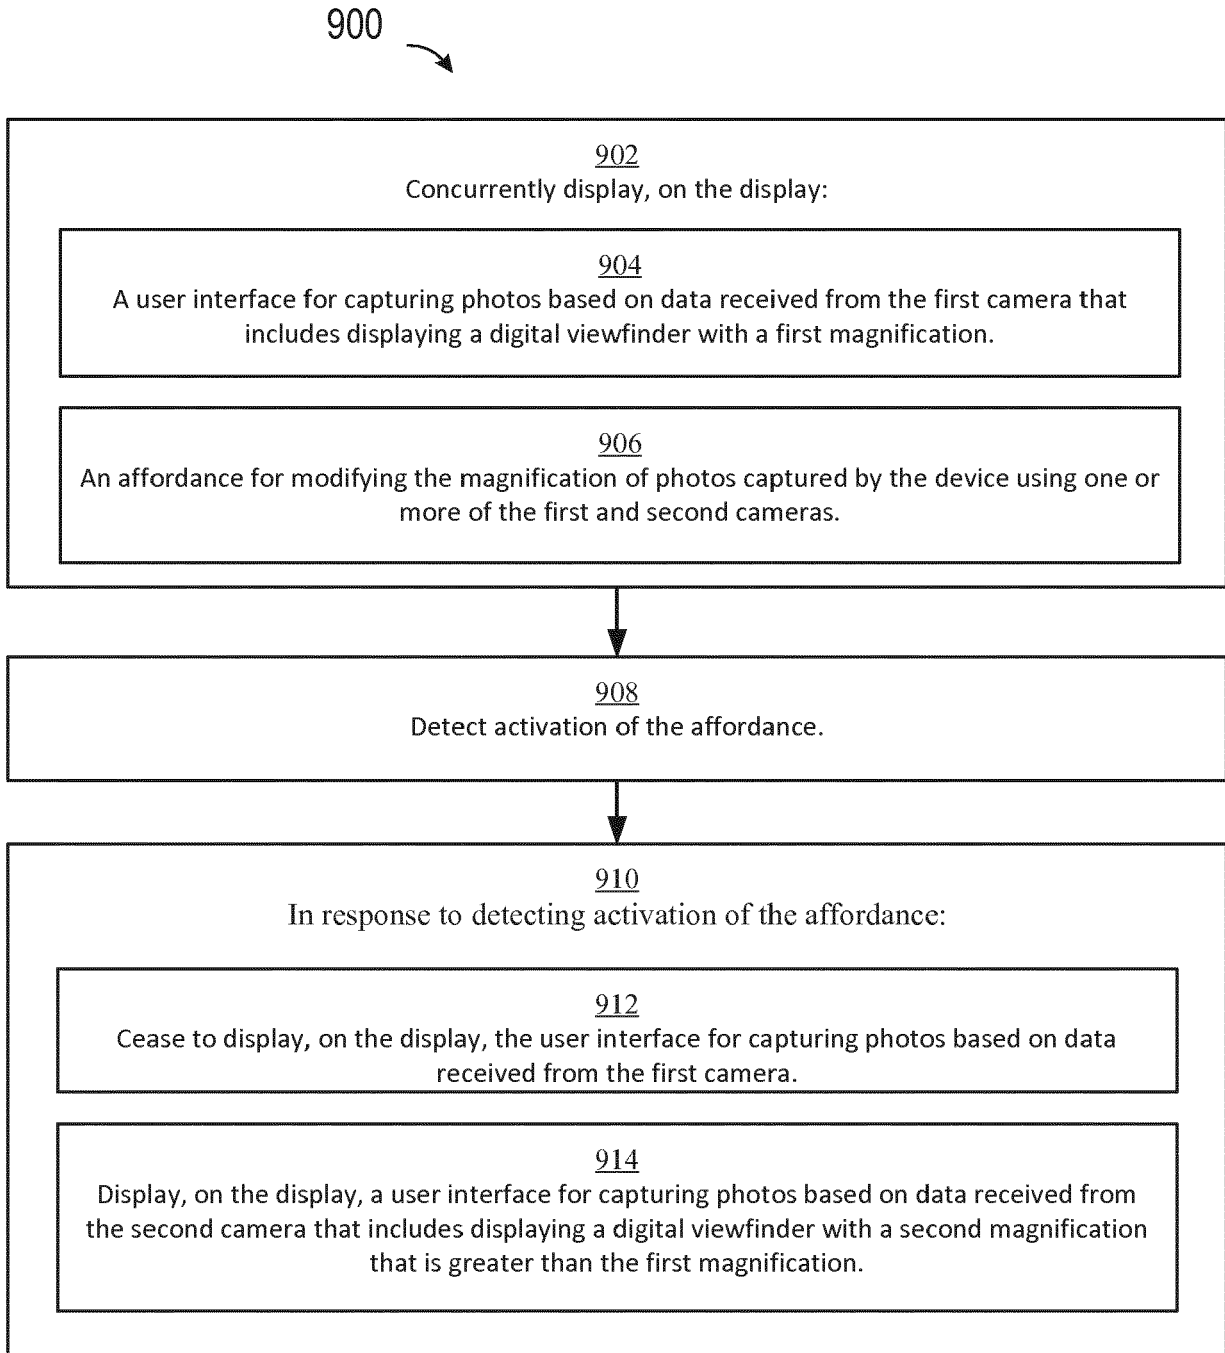 900
902
Concurrently display, on the display:
904
A user interface for capturing photos based on data received from the first camera that
includes displaying a digital viewfinder with a first magnification.
906
An affordance for modifying the magnification of photos captured by the device using one or
more of the first and second cameras.
908
Detect activation of the affordance.
910
In response to detecting activation of the affordance:
912
Cease to display, on the display, the user interface for capturing photos based on data
received from the first camera.
914
Display, on the display, a user interface for capturing photos based on data received from
the second camera that includes displaying a digital viewfinder with a second magnification
that is greater than the first magnification.